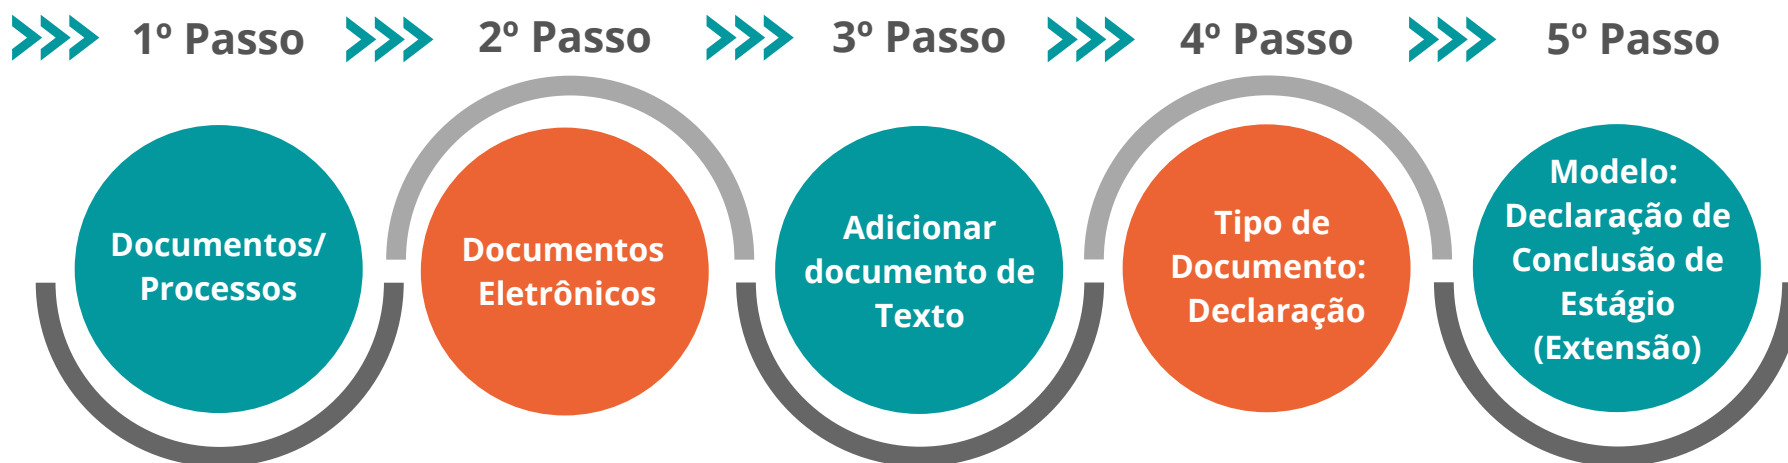 1º Passo
2º Passo
3º Passo
4º Passo
5º Passo
Documentos/
Processos
Documentos
Eletrônicos
Adicionar
documento de
Texto
Tipo de
Documento:
Declaração
Modelo:
Declaração de
Conclusão de
Estágio
(Extensão)